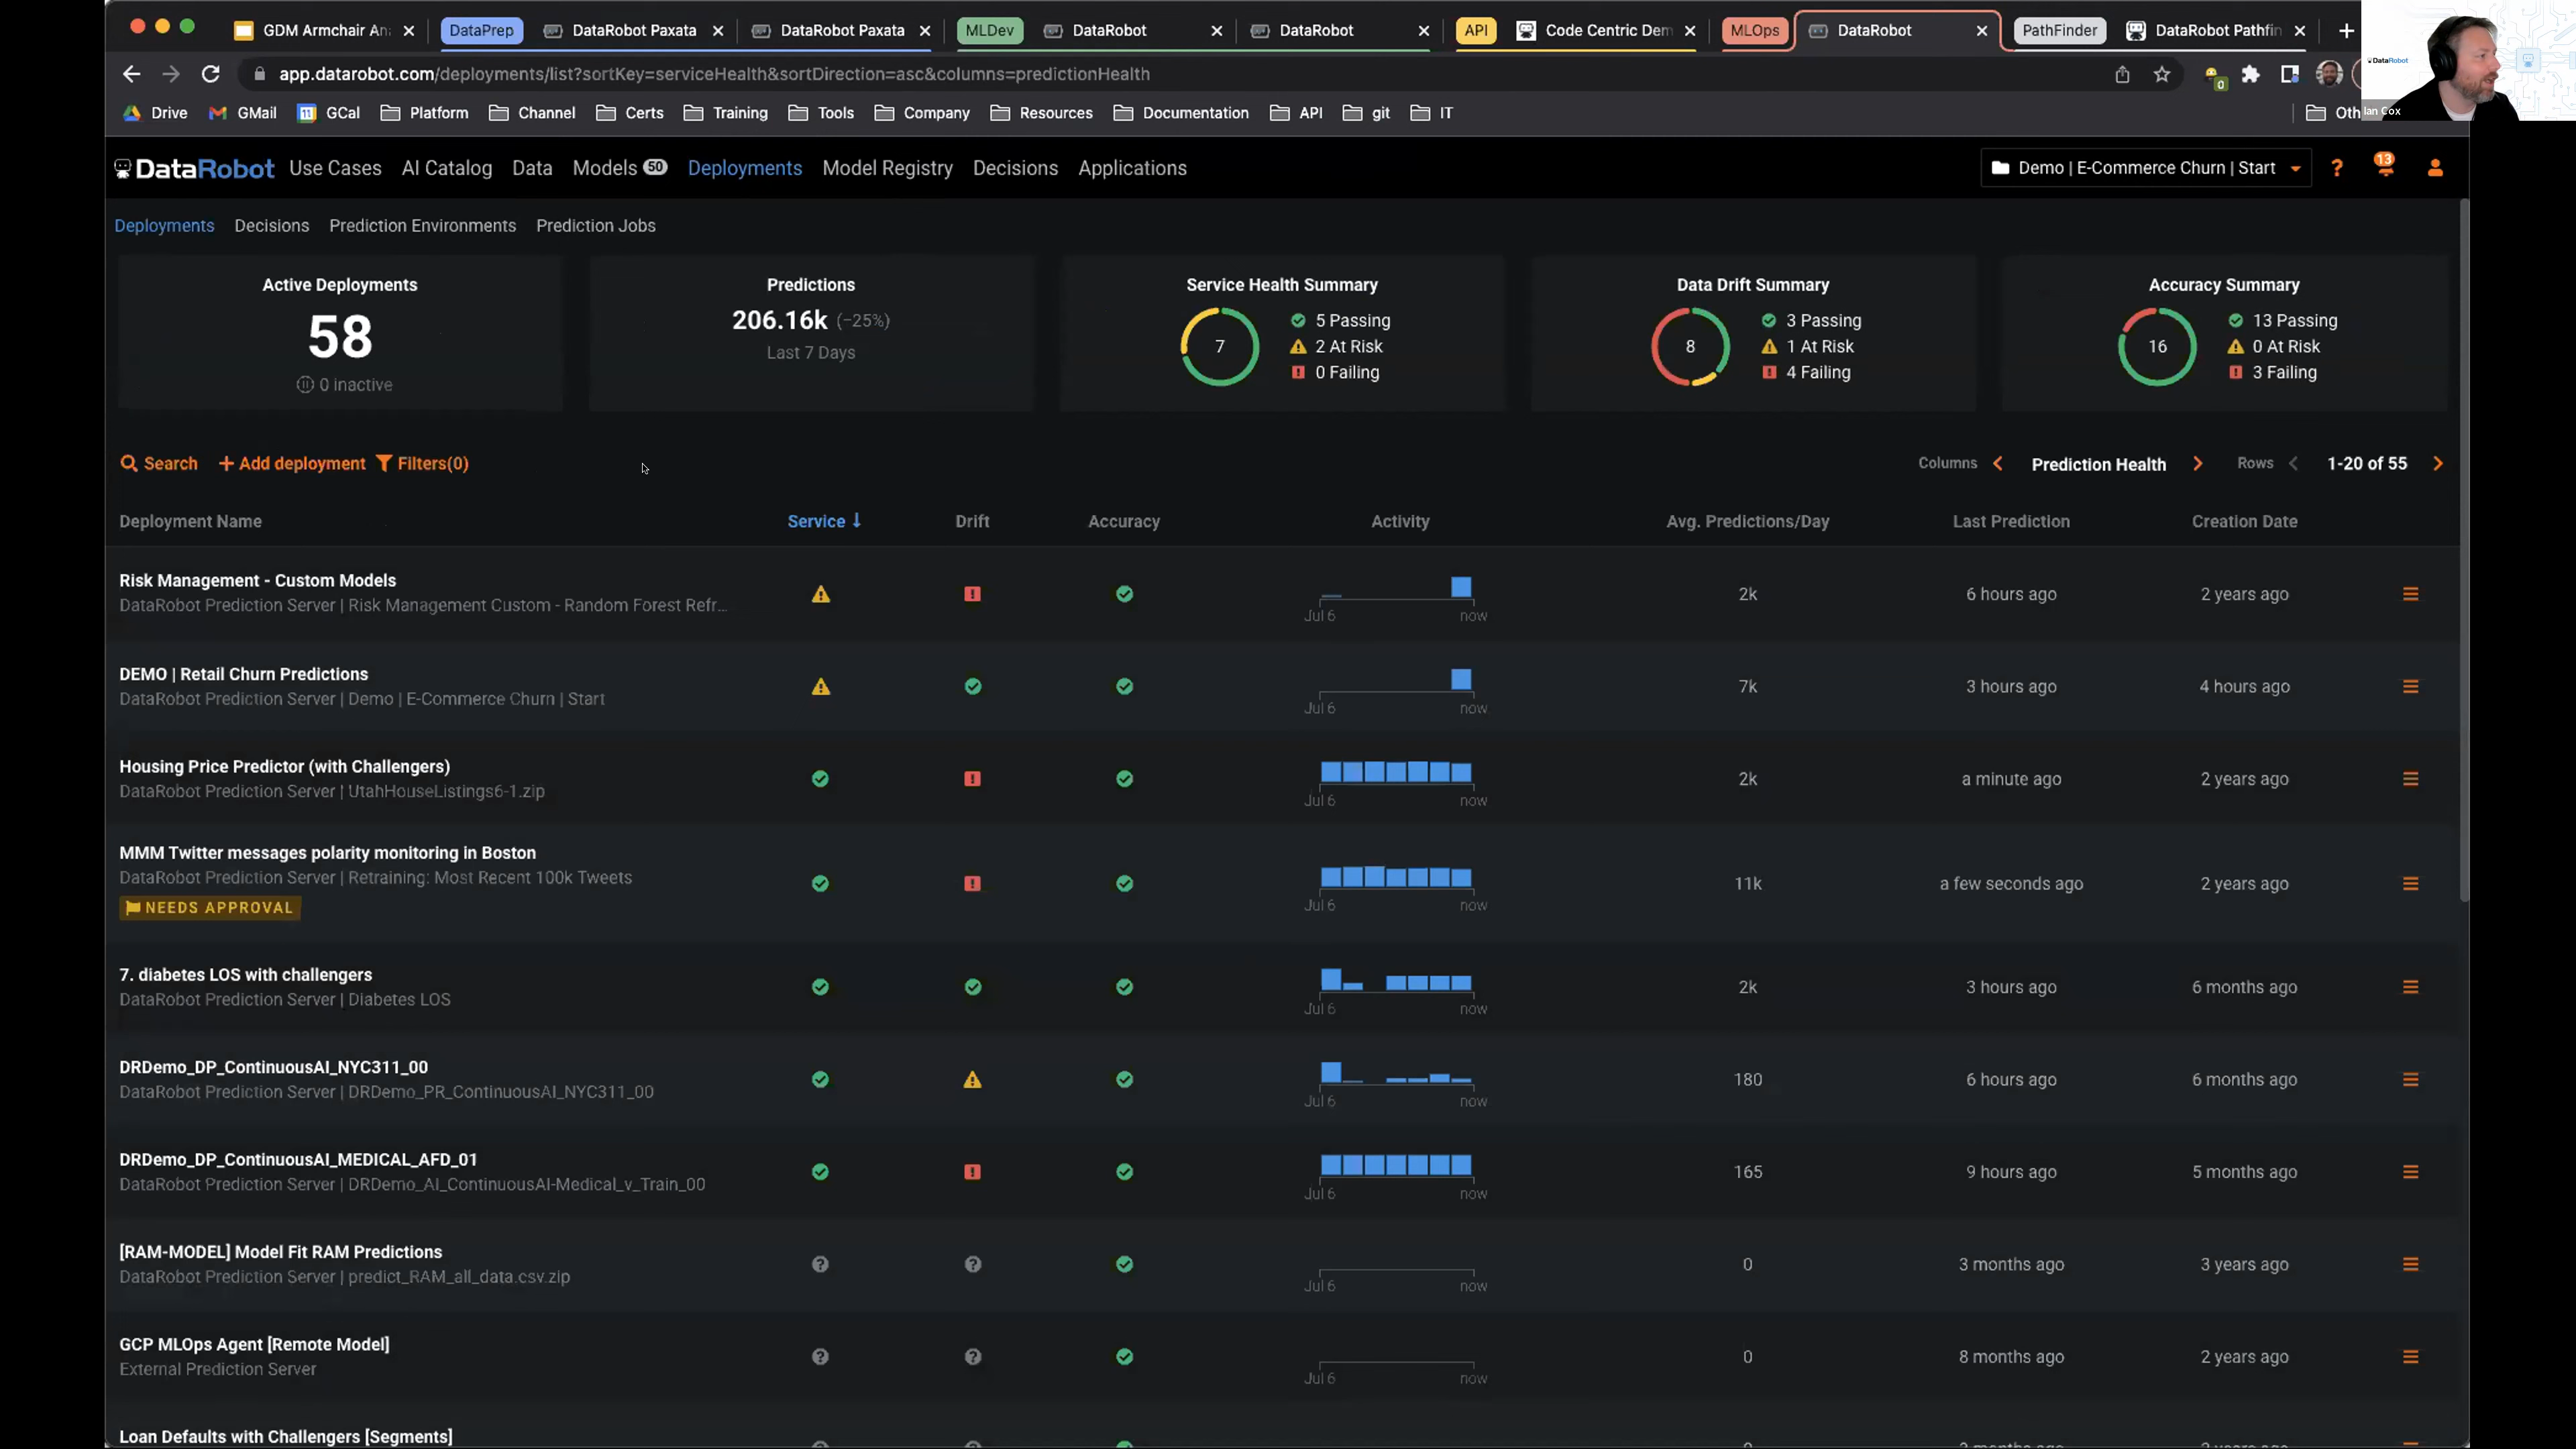 GDM Armchair An
DataPrep
DataRobot Paxata
DataRobot Paxata
MLDev
DataRobot
DataRobot
API
Code Centric Dem
MLOps
DataRobot
PathFinder
DataRobot Pathfin
app.datarobot.com/deployments/list?sortKey=serviceHealth&sortDirection=asc&columns=predictionHealth
0
DataRobot
Ian Cox
Drive
GMail
GCal
Platform
Channel
Certs
Training
Tools
Company
Resources
Documentation
API
git
IT
Oth
DataRobot
Use Cases
AI Catalog
Data
Models 50
Deployments
Model Registry
Decisions
Applications
Demo | E-Commerce Churn | Start
?
13
Deployments
Decisions
Prediction Environments
Prediction Jobs
Active Deployments
58
0 inactive
Predictions
206.16k (−25%)
Last 7 Days
Service Health Summary
7
5 Passing
2 At Risk
0 Failing
Data Drift Summary
8
3 Passing
1 At Risk
4 Failing
Accuracy Summary
16
13 Passing
0 At Risk
3 Failing
Search
+ Add deployment
Filters(0)
Columns
Prediction Health
Rows
1-20 of 55
Deployment Name
Service
Drift
Accuracy
Activity
Avg. Predictions/Day
Last Prediction
Creation Date
Risk Management - Custom Models
DataRobot Prediction Server | Risk Management Custom - Random Forest Refr...
Jul 6
now
2k
6 hours ago
2 years ago
DEMO | Retail Churn Predictions
DataRobot Prediction Server | Demo | E-Commerce Churn | Start
Jul 6
now
7k
3 hours ago
4 hours ago
Housing Price Predictor (with Challengers)
DataRobot Prediction Server | UtahHouseListings6-1.zip
Jul 6
now
2k
a minute ago
2 years ago
MMM Twitter messages polarity monitoring in Boston
DataRobot Prediction Server | Retraining: Most Recent 100k Tweets
NEEDS APPROVAL
Jul 6
now
11k
a few seconds ago
2 years ago
7. diabetes LOS with challengers
DataRobot Prediction Server | Diabetes LOS
Jul 6
now
2k
3 hours ago
6 months ago
DRDemo_DP_ContinuousAI_NYC311_00
DataRobot Prediction Server | DRDemo_PR_ContinuousAI_NYC311_00
Jul 6
now
180
6 hours ago
6 months ago
DRDemo_DP_ContinuousAI_MEDICAL_AFD_01
DataRobot Prediction Server | DRDemo_AI_ContinuousAI-Medical_v_Train_00
Jul 6
now
165
9 hours ago
5 months ago
[RAM-MODEL] Model Fit RAM Predictions
DataRobot Prediction Server | predict_RAM_all_data.csv.zip
Jul 6
now
0
3 months ago
3 years ago
GCP MLOps Agent [Remote Model]
External Prediction Server
Jul 6
now
0
8 months ago
2 years ago
Loan Defaults with Challengers [Segments]